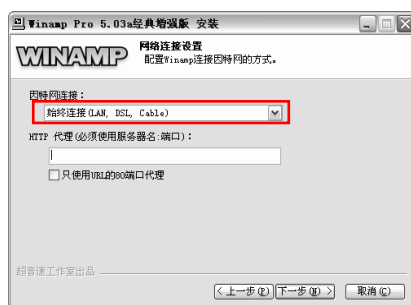 Winamp Pro 5.03a经典增强版 安装
WINAMP
网络连接设置
配置Winamp连接因特网的方式。
因特网连接：
始终连接(LAN, DSL, Cable)
HTTP 代理(必须使用服务器名:端口)：
只使用URL的80端口代理
超音速工作室出品
< 上一步(P)
下一步(N) >
取消(C)